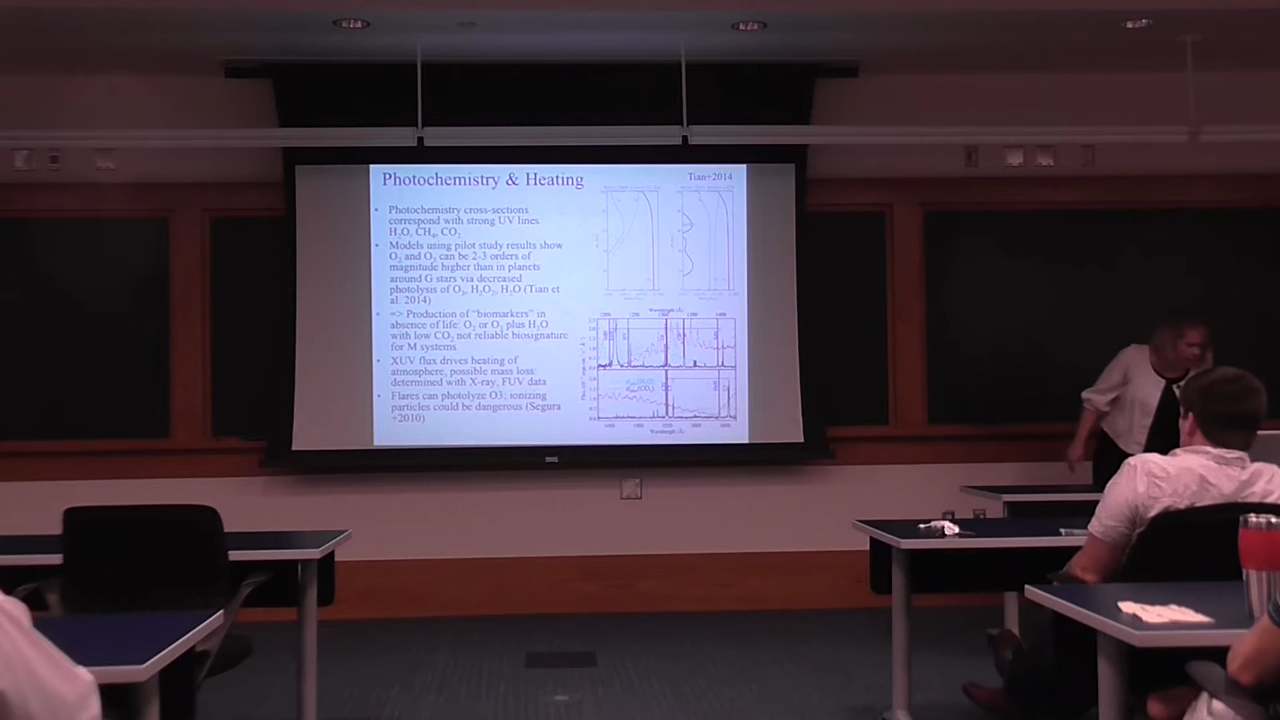 Photochemistry & Heating
Tian+2014
• Photochemistry cross-sections
correspond with strong UV lines.
H₂O, CH₄, CO₂
• Models using pilot study results show
O₂ and O₃ can be 2-3 orders of
magnitude higher than in planets
around G stars via decreased
photolysis of O₃, H₂O₂, H₂O (Tian et
al. 2014)
• => Production of "biomarkers" in
absence of life: O₂ or O₃ plus H₂O
with low CO₂ not reliable biosignature
for M systems
• XUV flux drives heating of
atmosphere, possible mass loss:
determined with X-ray, FUV data
• Flares can photolyze O3; ionizing
particles could be dangerous (Segura
+2010)
Wavelength (Å)
1200
Wavelength (Å)